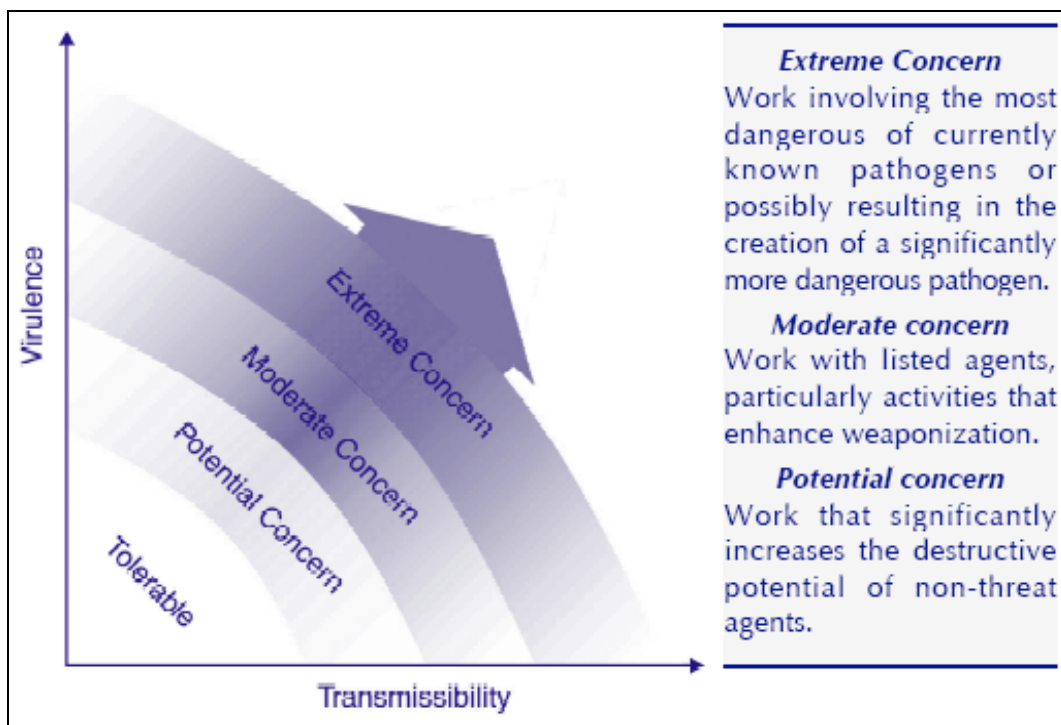 Virulence
Extreme Concern
Moderate Concern
Potential Concern
Tolerable
Transmissibility
Extreme Concern
Work involving the most
dangerous of currently
known pathogens or
possibly resulting in the
creation of a significantly
more dangerous pathogen.
Moderate concern
Work with listed agents,
particularly activities that
enhance weaponization.
Potential concern
Work that significantly
increases the destructive
potential of non-threat
agents.